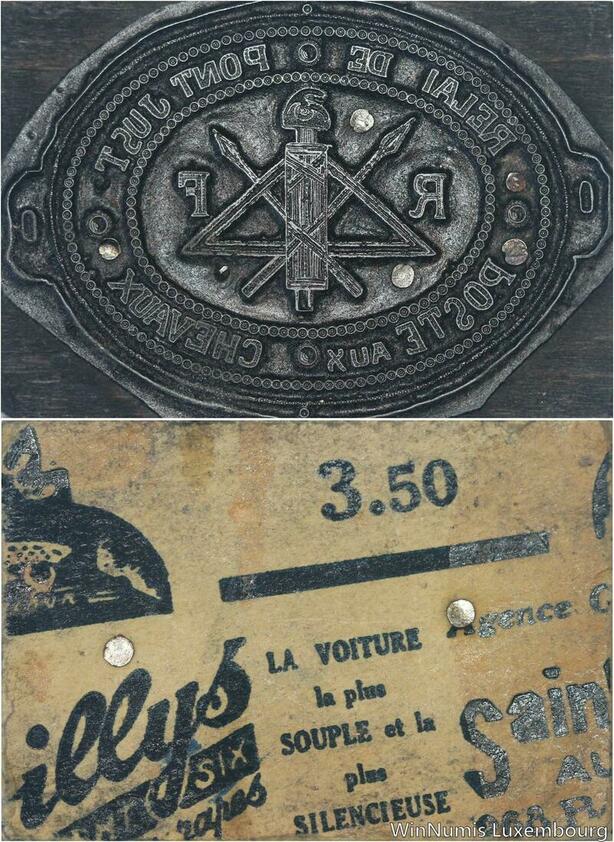 RELAI DE PONT JUST
R F
POSTE AUX CHEVAUX
3.50
Agence
illys
SIX
LA VOITURE
la plus
SOUPLE et la
plus
SILENCIEUSE
Sain
AU
WinNumis Luxembourg